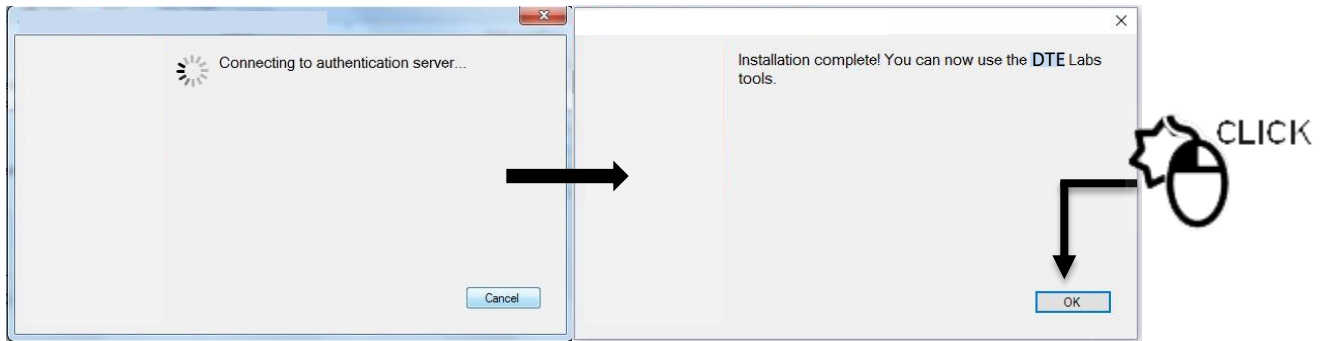 Connecting to authentication server...
Cancel
Installation complete! You can now use the DTE Labs
tools.
OK
CLICK